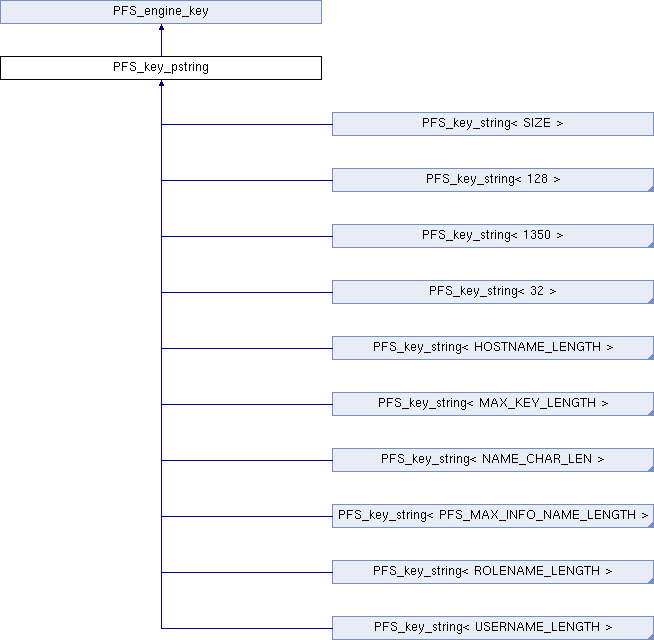 PFS_engine_key
PFS_key_pstring
PFS_key_string< SIZE >
PFS_key_string< 128 >
PFS_key_string< 1350 >
PFS_key_string< 32 >
PFS_key_string< HOSTNAME_LENGTH >
PFS_key_string< MAX_KEY_LENGTH >
PFS_key_string< NAME_CHAR_LEN >
PFS_key_string< PFS_MAX_INFO_NAME_LENGTH >
PFS_key_string< ROLENAME_LENGTH >
PFS_key_string< USERNAME_LENGTH >